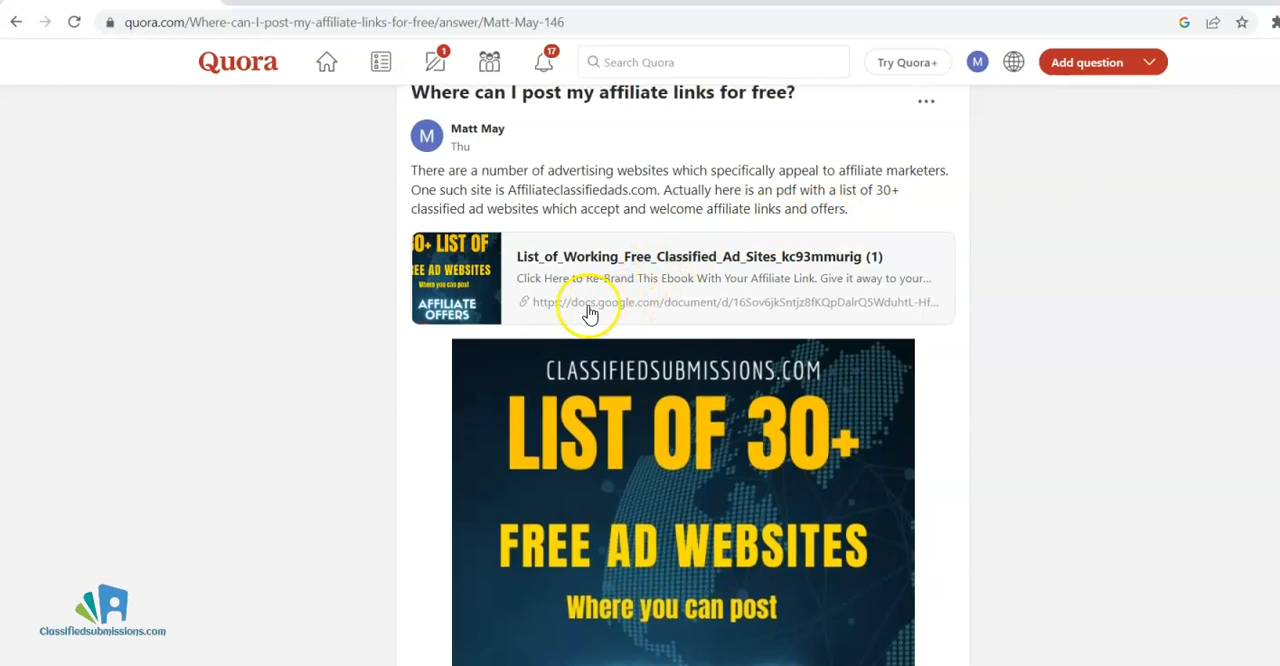 quora.com/Where-can-I-post-my-affiliate-links-for-free/answer/Matt-May-146
Quora
1
17
Search Quora
Try Quora+
M
Add question
Where can I post my affiliate links for free?
M
Matt May
Thu
There are a number of advertising websites which specifically appeal to affiliate marketers.
One such site is Affiliateclassifiedads.com. Actually here is an pdf with a list of 30+
classified ad websites which accept and welcome affiliate links and offers.
0+ LIST OF
EE AD WEBSITES
Where you can post
AFFILIATE
OFFERS
List_of_Working_Free_Classified_Ad_Sites_kc93mmurig (1)
Click Here to Re-Brand This Ebook With Your Affiliate Link. Give it away to your...
https://docs.google.com/document/d/16Sov6jkSntjz8fKQpDalrQSWduhtL-Hf...
CLASSIFIEDSUBMISSIONS.COM
LIST OF 30+
FREE AD WEBSITES
Where you can post
Classifiedsubmissions.com